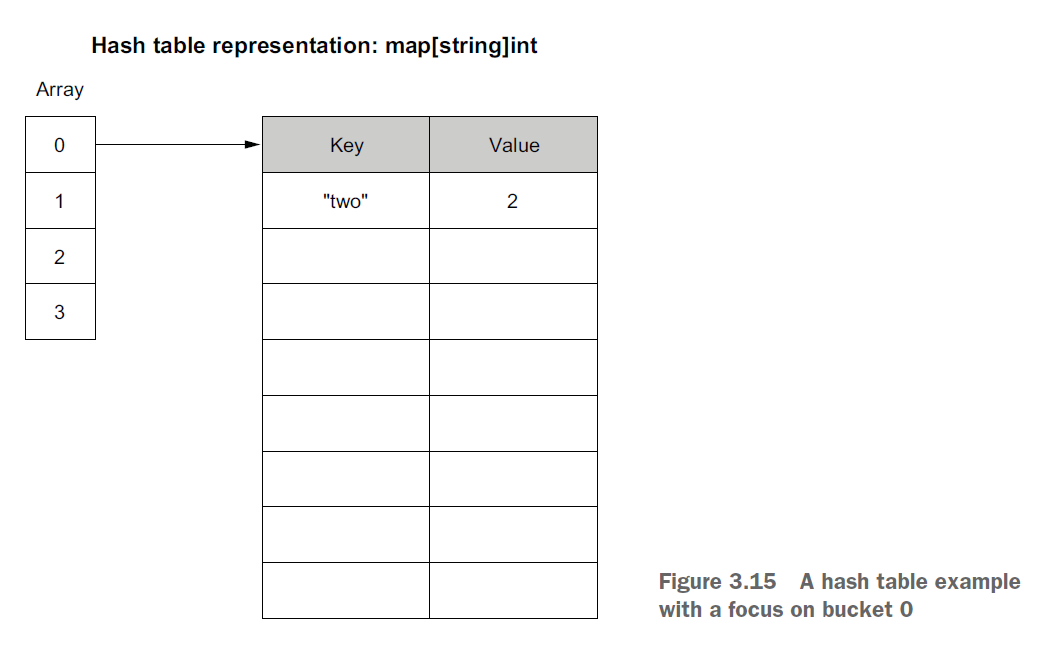 Hash table representation: map[string]int
Array
0
Key Value
1
"two" 2
2
3
Figure 3.15 A hash table example
with a focus on bucket 0